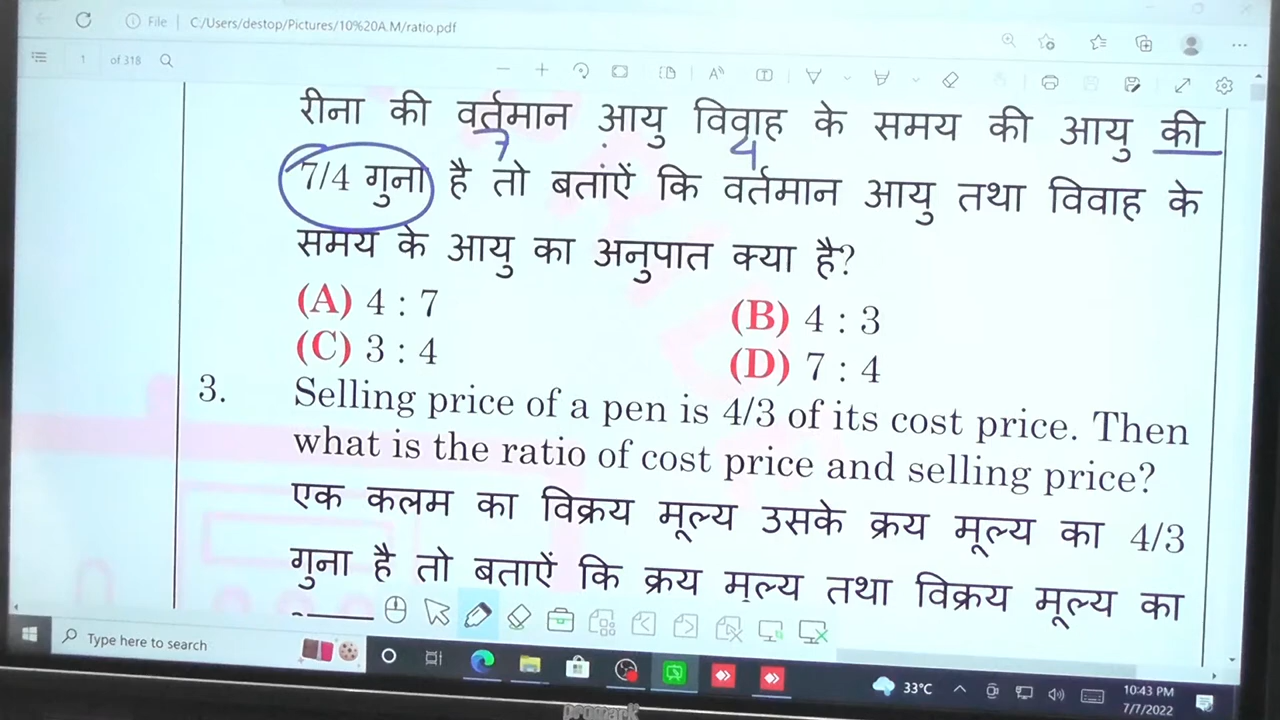 File | C:/Users/destop/Pictures/10%20A.M/ratio.pdf
1 of 318
रीना की वर्तमान आयु विवाह के समय की आयु की
7 4
7/4 गुना है तो बताऐं कि वर्तमान आयु तथा विवाह के
समय के आयु का अनुपात क्या है?
(A) 4 : 7 (B) 4 : 3
(C) 3 : 4 (D) 7 : 4
3. Selling price of a pen is 4/3 of its cost price. Then
what is the ratio of cost price and selling price?
एक कलम का विक्रय मूल्य उसके क्रय मूल्य का 4/3
गुना है तो बताऐं कि क्रय मूल्य तथा विक्रय मूल्य का
Type here to search
33°C
10:43 PM
7/7/2022
promark